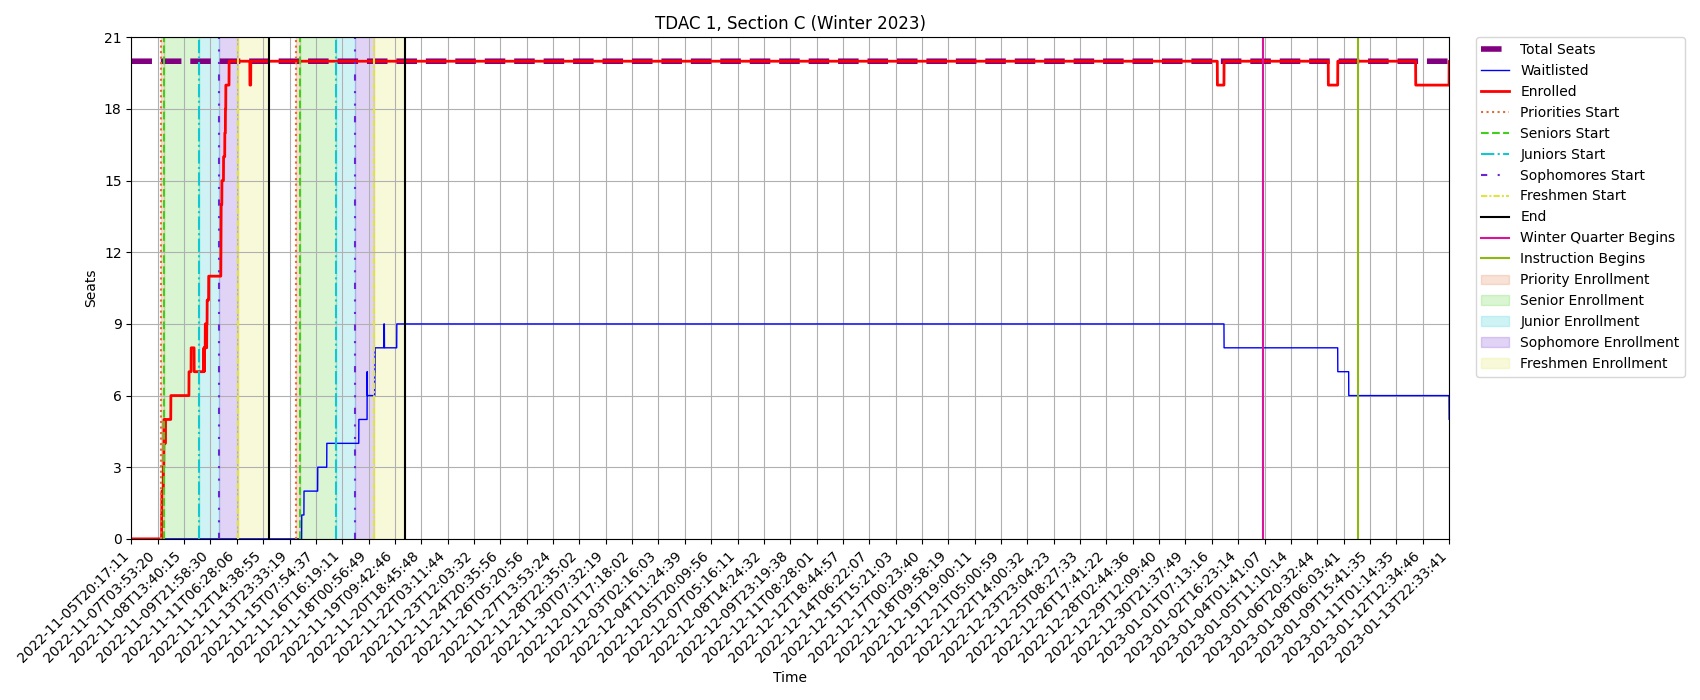 TDAC 1, Section C (Winter 2023)
Seats
21
18
15
12
9
6
3
0
2022-11-05T20:17:11
2022-11-07T03:53:20
2022-11-08T13:40:15
2022-11-09T21:58:30
2022-11-11T06:28:06
2022-11-12T14:38:55
2022-11-13T23:33:19
2022-11-15T07:54:37
2022-11-16T16:19:11
2022-11-18T00:56:49
2022-11-19T09:42:46
2022-11-20T18:45:48
2022-11-22T03:11:44
2022-11-23T12:03:32
2022-11-24T20:35:56
2022-11-26T05:20:56
2022-11-27T13:53:24
2022-11-28T22:35:02
2022-11-30T07:32:19
2022-12-01T17:18:02
2022-12-03T02:16:03
2022-12-04T11:24:39
2022-12-05T20:09:56
2022-12-07T05:16:11
2022-12-08T14:24:32
2022-12-09T23:19:38
2022-12-11T08:28:01
2022-12-12T18:44:57
2022-12-14T06:22:07
2022-12-15T15:21:03
2022-12-17T00:23:40
2022-12-18T09:58:19
2022-12-19T19:00:11
2022-12-21T05:00:59
2022-12-22T14:00:32
2022-12-23T23:04:23
2022-12-25T08:27:33
2022-12-26T17:41:22
2022-12-28T02:44:36
2022-12-29T12:09:40
2022-12-30T21:37:49
2023-01-01T07:13:16
2023-01-02T16:23:14
2023-01-04T01:41:07
2023-01-05T11:10:14
2023-01-06T20:32:44
2023-01-08T06:03:41
2023-01-09T15:41:35
2023-01-11T01:14:35
2023-01-12T12:34:46
2023-01-13T22:33:41
Time
Total Seats
Waitlisted
Enrolled
Priorities Start
Seniors Start
Juniors Start
Sophomores Start
Freshmen Start
End
Winter Quarter Begins
Instruction Begins
Priority Enrollment
Senior Enrollment
Junior Enrollment
Sophomore Enrollment
Freshmen Enrollment